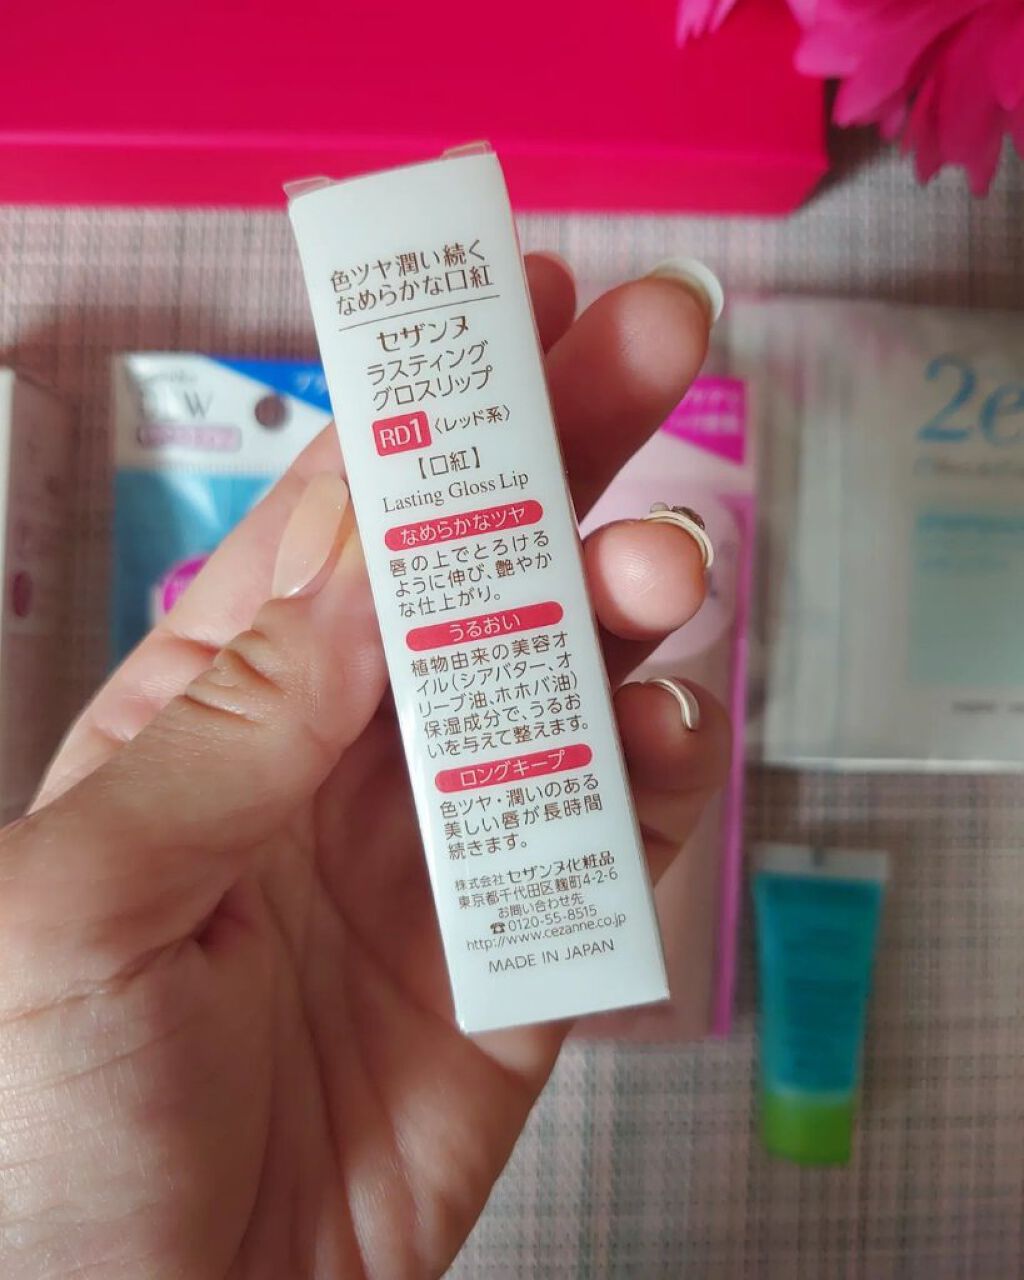 色ツヤ潤い続く
なめらかな口紅
セザンヌ
ラスティング
グロスリップ
RD1〈レッド系〉
【口紅】
Lasting Gloss Lip
なめらかなツヤ
唇の上でとろける
ように伸び、艶やか
な仕上がり。
うるおい
植物由来の美容オ
イル(シアバター、オ
リーブ油、ホホバ油)
保湿成分で、うるお
いを与えて整えます。
ロングキープ
色ツヤ・潤いのある
美しい唇が長時間
続きます。
株式会社セザンヌ化粧品
東京都千代田区麹町4-2-6
お問い合わせ先
☎0120-55-8515
http://www.cezanne.co.jp
MADE IN JAPAN
2e